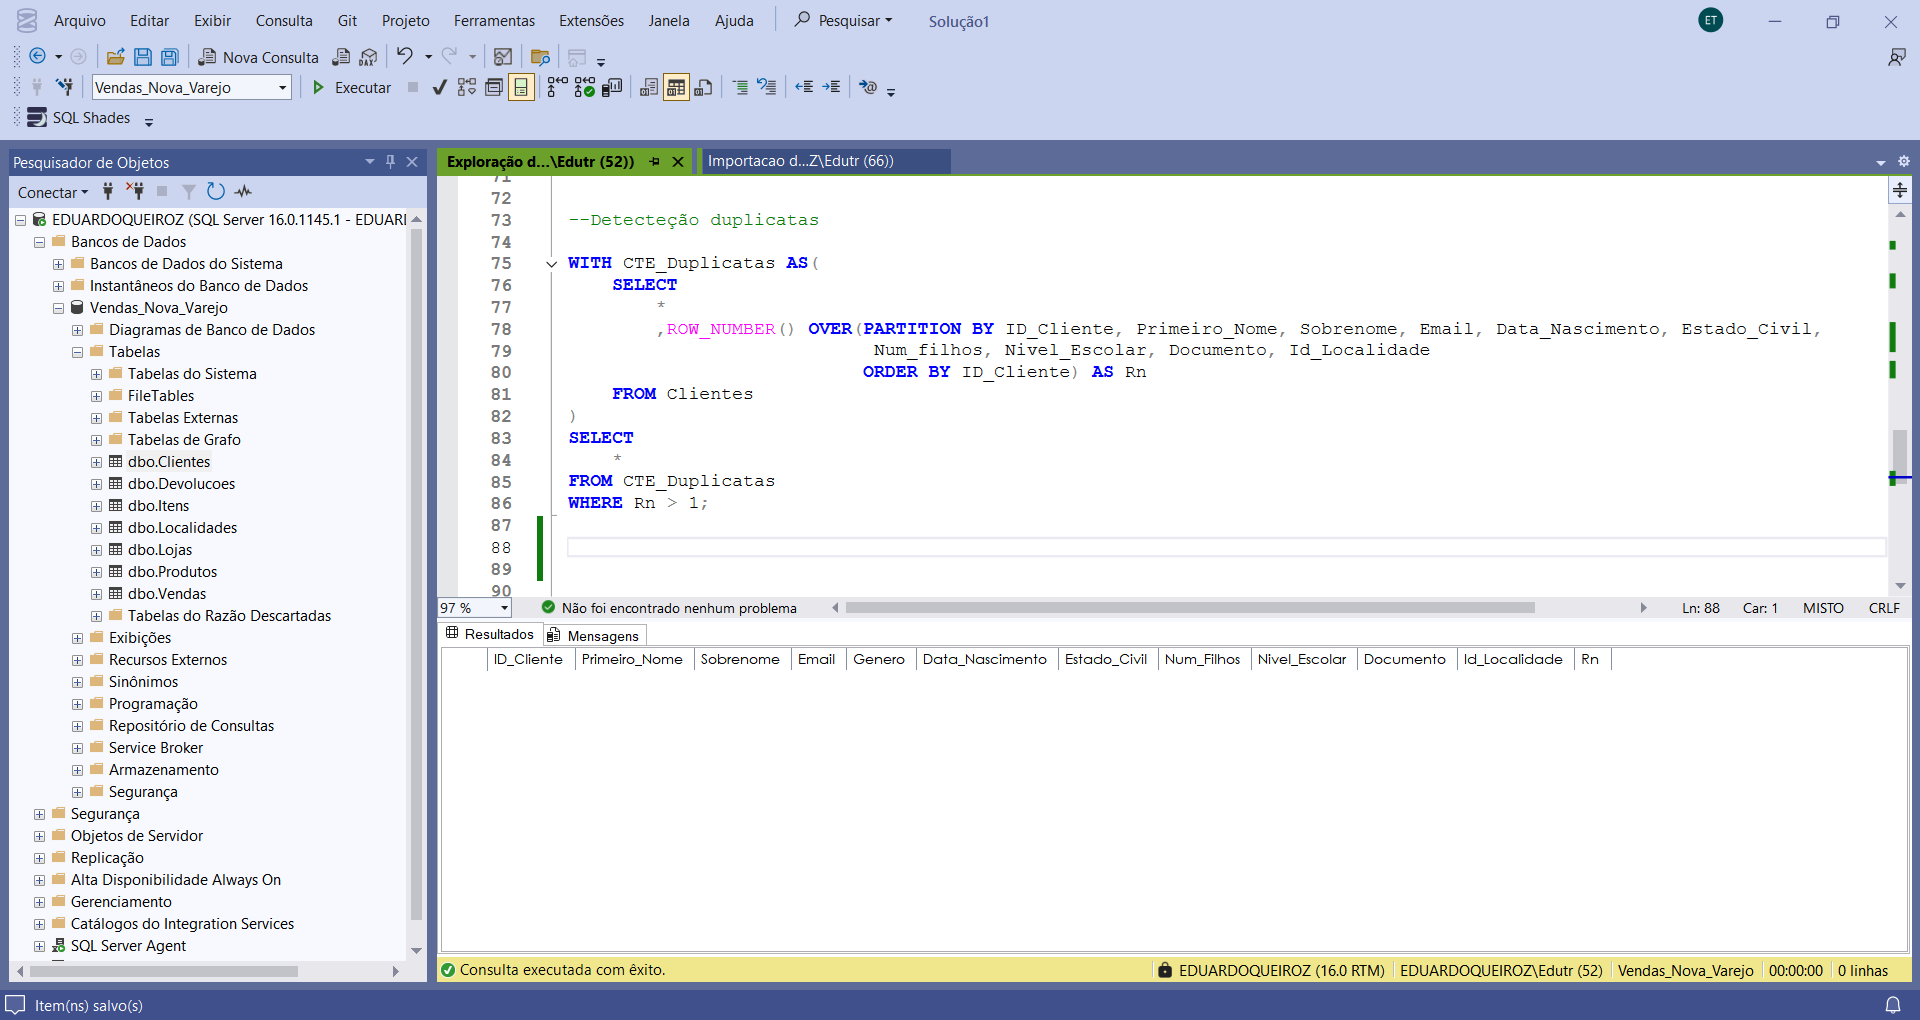 Arquivo Editar Exibir Consulta Git Projeto Ferramentas Extensões Janela Ajuda Pesquisar Solução1 ET
Nova Consulta
Vendas_Nova_Varejo Executar
SQL Shades
Pesquisador de Objetos
Conectar
EDUARDOQUEIROZ (SQL Server 16.0.1145.1 - EDUARI
Bancos de Dados
Bancos de Dados do Sistema
Instantâneos do Banco de Dados
Vendas_Nova_Varejo
Diagramas de Banco de Dados
Tabelas
Tabelas do Sistema
FileTables
Tabelas Externas
Tabelas de Grafo
dbo.Clientes
dbo.Devolucoes
dbo.Itens
dbo.Localidades
dbo.Lojas
dbo.Produtos
dbo.Vendas
Tabelas do Razão Descartadas
Exibições
Recursos Externos
Sinônimos
Programação
Repositório de Consultas
Service Broker
Armazenamento
Segurança
Segurança
Objetos de Servidor
Replicação
Alta Disponibilidade Always On
Gerenciamento
Catálogos do Integration Services
SQL Server Agent
Exploração d...\Edutr (52)) Importacao d...Z\Edutr (66))
71
72
73 --Detecteção duplicatas
74
75 WITH CTE_Duplicatas AS(
76 SELECT
77 *
78 ,ROW_NUMBER() OVER(PARTITION BY ID_Cliente, Primeiro_Nome, Sobrenome, Email, Data_Nascimento, Estado_Civil,
79 Num_filhos, Nivel_Escolar, Documento, Id_Localidade
80 ORDER BY ID_Cliente) AS Rn
81 FROM Clientes
82 )
83 SELECT
84 *
85 FROM CTE_Duplicatas
86 WHERE Rn > 1;
87
88
89
90
97 % Não foi encontrado nenhum problema Ln: 88 Car: 1 MISTO CRLF
Resultados Mensagens
ID_Cliente Primeiro_Nome Sobrenome Email Genero Data_Nascimento Estado_Civil Num_Filhos Nivel_Escolar Documento Id_Localidade Rn
Consulta executada com êxito. EDUARDOQUEIROZ (16.0 RTM) EDUARDOQUEIROZ\Edutr (52) Vendas_Nova_Varejo 00:00:00 0 linhas
Item(ns) salvo(s)